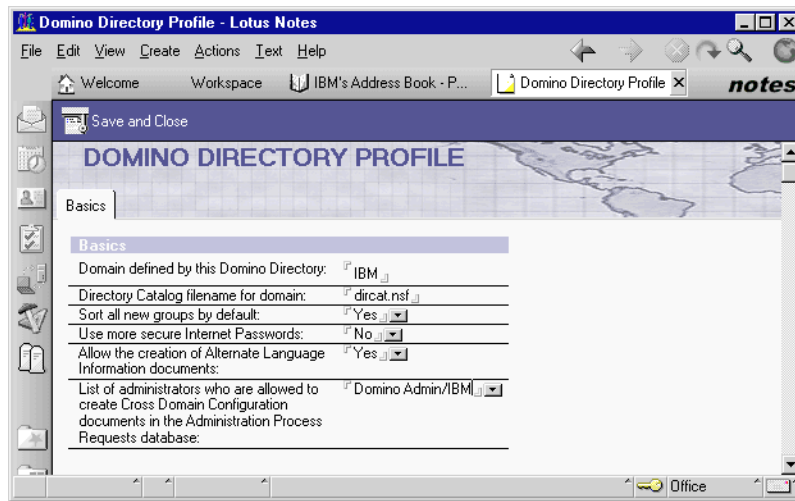 Domino Directory Profile - Lotus Notes
File Edit View Create Actions Text Help
Welcome Workspace IBM's Address Book - P... Domino Directory Profile notes
Save and Close
DOMINO DIRECTORY PROFILE
Basics
Basics
Domain defined by this Domino Directory: IBM
Directory Catalog filename for domain: dircat.nsf
Sort all new groups by default: Yes
Use more secure Internet Passwords: No
Allow the creation of Alternate Language Yes
Information documents:
List of administrators who are allowed to Domino Admin/IBM
create Cross Domain Configuration
documents in the Administration Process
Requests database:
Office